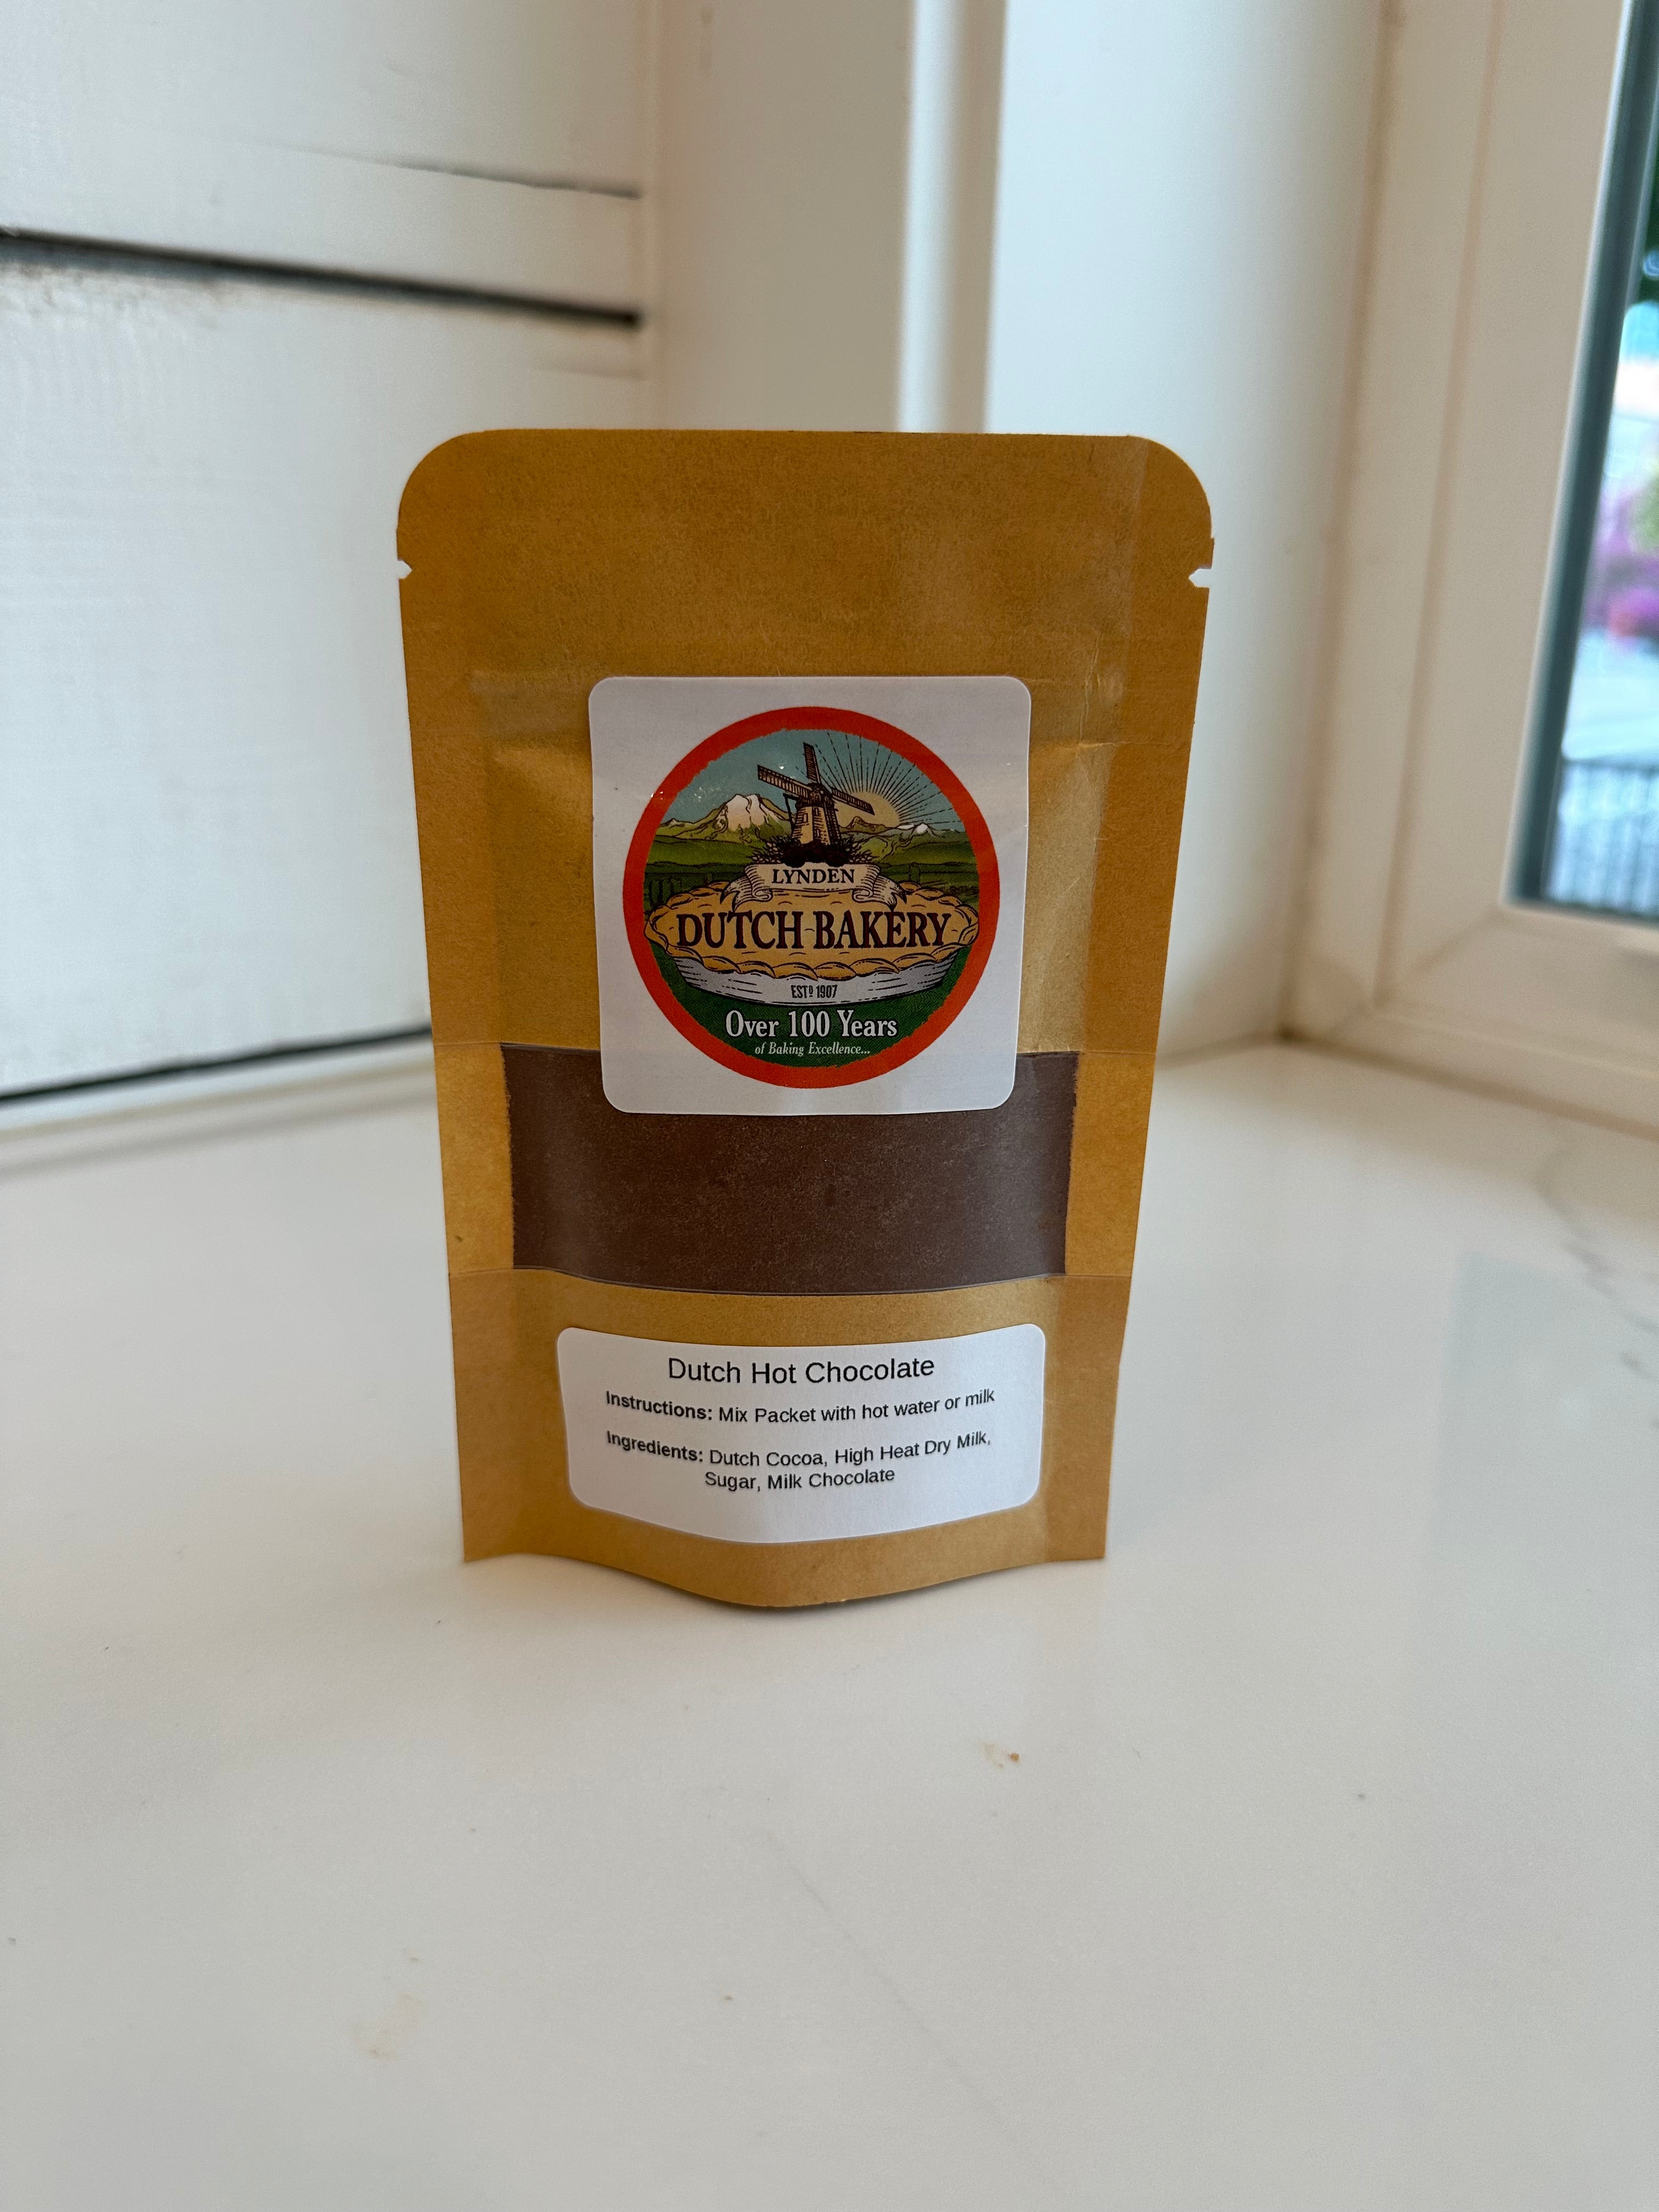 LYNDEN
DUTCH BAKERY
ESTD 1907
Over 100 Years
of Baking Excellence...
Dutch Hot Chocolate
Instructions: Mix Packet with hot water or milk
Ingredients: Dutch Cocoa, High Heat Dry Milk,
Sugar, Milk Chocolate